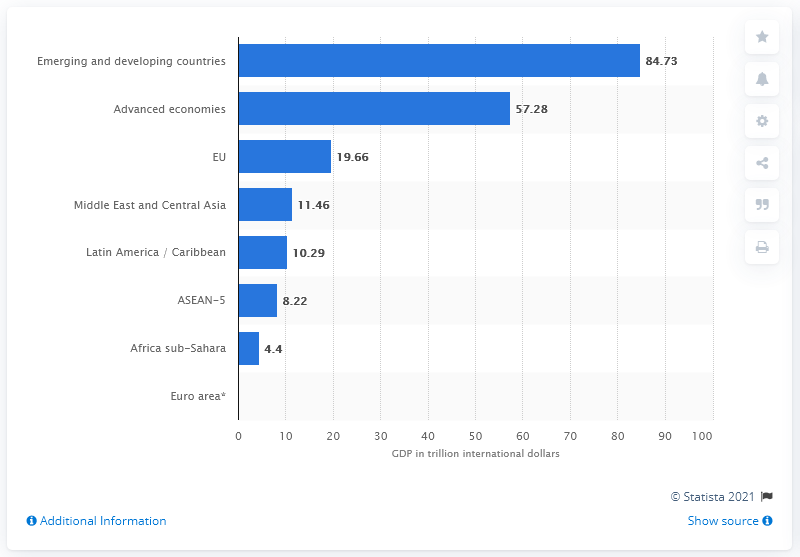 Emerging and developing countries 84.73
Advanced economies 57.28
EU 19.66
Middle East and Central Asia 11.46
Latin America / Caribbean 10.29
ASEAN-5 8.22
Africa sub-Sahara 4.4
Euro area*
0 10 20 30 40 50 60 70 80 90 100
GDP in trillion international dollars
© Statista 2021
Additional Information Show source